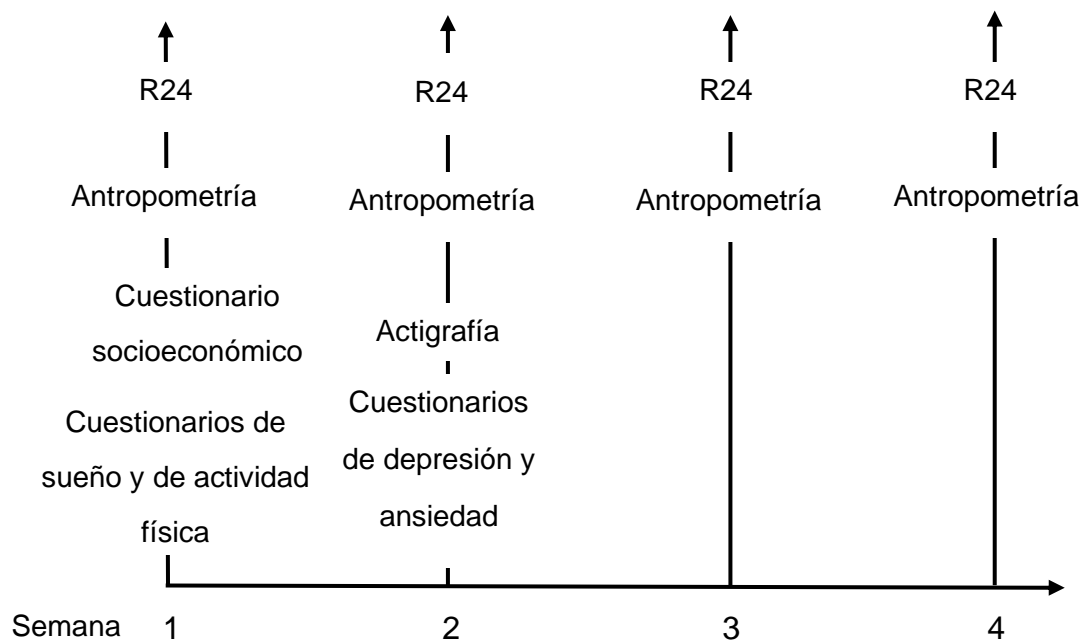 R24 R24 R24 R24
Antropometría Antropometría Antropometría Antropometría
Cuestionario
socioeconómico
Cuestionarios de
sueño y de actividad
física
Actigrafía
Cuestionarios
de depresión y
ansiedad
Semana 1 2 3 4